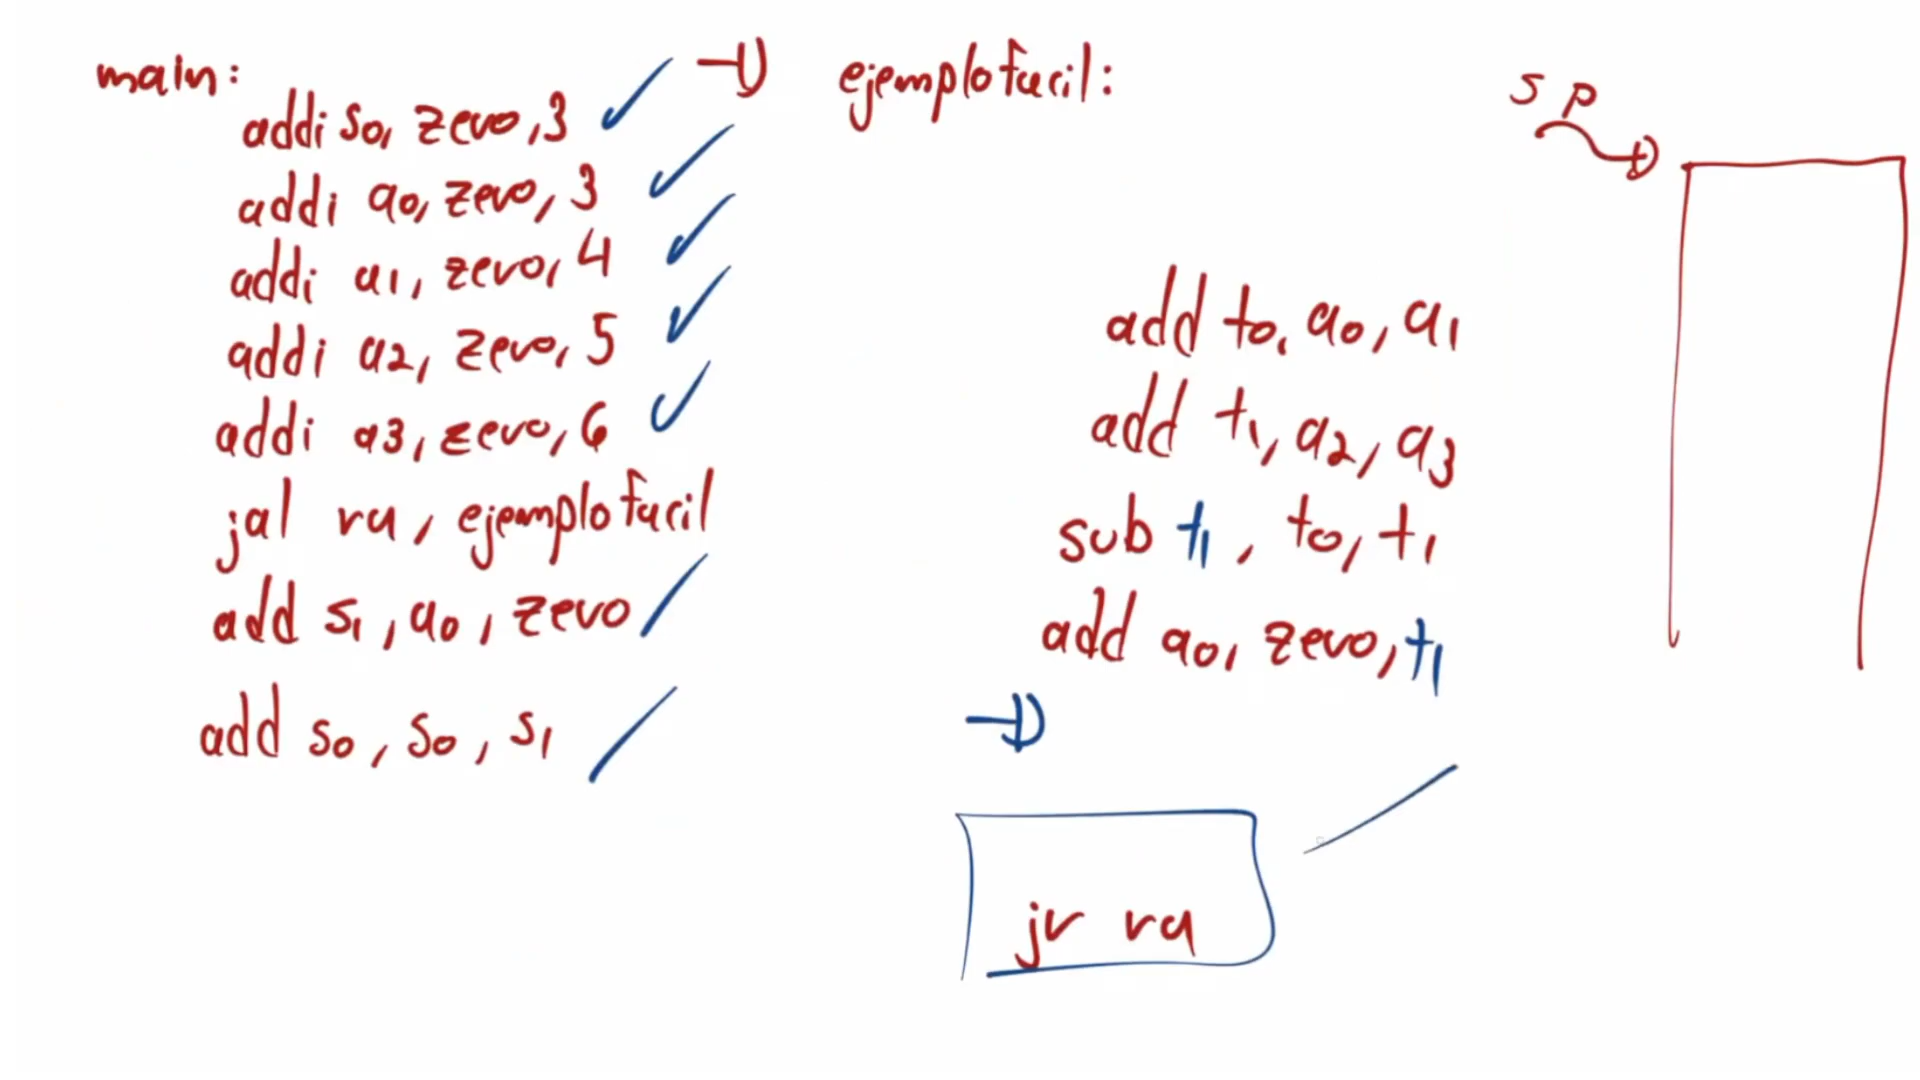 main:
addi s0, zero, 3
addi a0, zero, 3
addi a1, zero, 4
addi a2, zero, 5
addi a3, zero, 6
jal ra, ejemplofacil
add s1, a0, zero
add s0, s0, s1
ejemplofacil:
add t0, a0, a1
add t1, a2, a3
sub t1, t0, t1
add a0, zero, t1
jr ra
sp